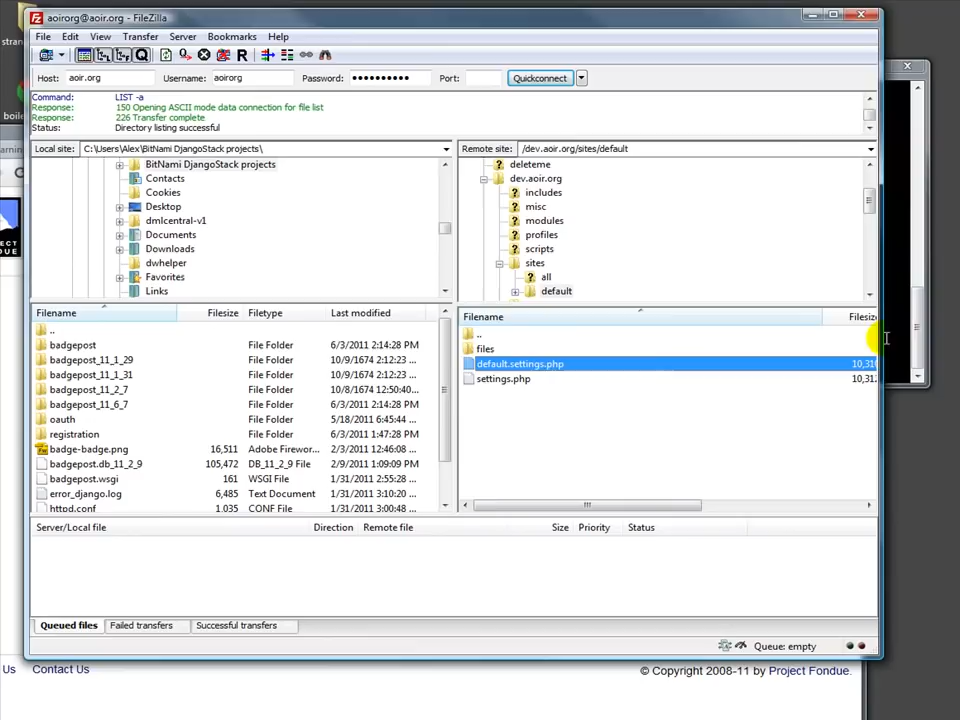 aoirorg@aoir.org - FileZilla
File Edit View Transfer Server Bookmarks Help
Host: aoir.org Username: aoirorg Password: ●●●●●●●●●● Port: Quickconnect
Command: LIST -a
Response: 150 Opening ASCII mode data connection for file list
Response: 226 Transfer complete
Status: Directory listing successful
Local site: C:\Users\Alex\BitNami DjangoStack projects\
BitNami DjangoStack projects
Contacts
Cookies
Desktop
dmlcentral-v1
Documents
Downloads
dwhelper
Favorites
Links
Remote site: /dev.aoir.org/sites/default
deleteme
dev.aoir.org
includes
misc
modules
profiles
scripts
sites
all
default
Filename Filesize Filetype Last modified
..
badgepost File Folder 6/3/2011 2:14:28 PM
badgepost_11_1_29 File Folder 10/9/1674 2:12:23 ...
badgepost_11_1_31 File Folder 10/9/1674 2:12:23 ...
badgepost_11_2_7 File Folder 10/8/1674 12:50:40...
badgepost_11_6_7 File Folder 6/3/2011 2:14:28 PM
oauth File Folder 5/18/2011 6:45:44 ...
registration File Folder 6/3/2011 1:47:28 PM
badge-badge.png 16,511 Adobe Firewor... 2/7/2011 12:46:08 ...
badgepost.db_11_2_9 105,472 DB_11_2_9 File 2/9/2011 1:09:09 PM
badgepost.wsgi 161 WSGI File 1/31/2011 2:55:28 ...
error_django.log 6,485 Text Document 1/31/2011 3:10:20 ...
httpd.conf 1,035 CONF File 1/31/2011 3:00:48 ...
Filename Filesize
..
files
default.settings.php
settings.php
Server/Local file Direction Remote file Size Priority Status
Queued files Failed transfers Successful transfers
Queue: empty
Us Contact Us
© Copyright 2008-11 by Project Fondue.